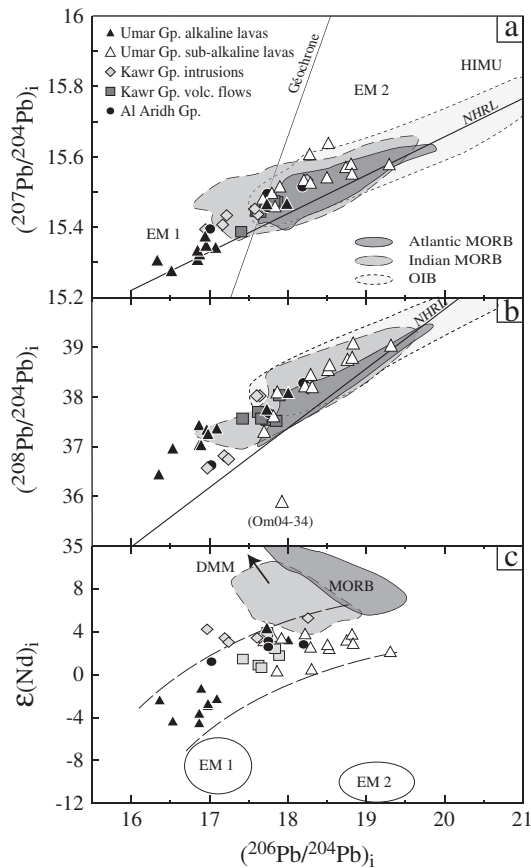 16
15.8
15.6
15.4
15.2
(207Pb/204Pb)i
a
Umar Gp. alkaline lavas
Umar Gp. sub-alkaline lavas
Kawr Gp. intrusions
Kawr Gp. volc. flows
Al Aridh Gp.
Géochrone
HIMU
EM 2
NHRL
EM 1
Atlantic MORB
Indian MORB
OIB
b
NHRL
39
38
37
36
35
(208Pb/204Pb)i
(Om04-34)
c
DMM
MORB
8
4
0
-4
-8
-12
ε(Nd)i
EM 1
EM 2
16 17 18 19 20 21
(206Pb/204Pb)i